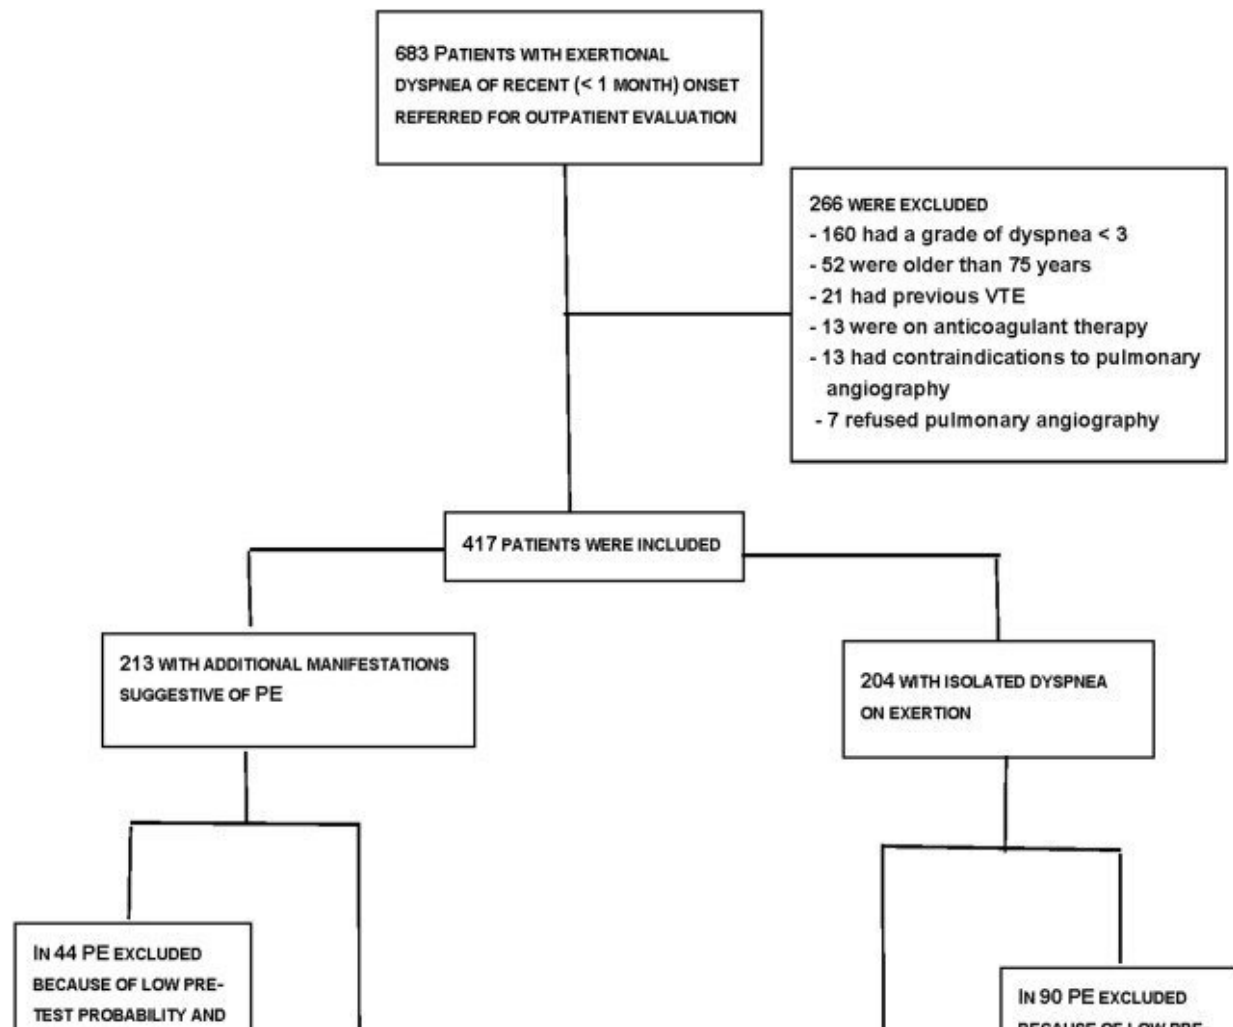 683 PATIENTS WITH EXERTIONAL
DYSPNEA OF RECENT (< 1 MONTH) ONSET
REFERRED FOR OUTPATIENT EVALUATION
266 WERE EXCLUDED
- 160 had a grade of dyspnea < 3
- 52 were older than 75 years
- 21 had previous VTE
- 13 were on anticoagulant therapy
- 13 had contraindications to pulmonary
angiography
- 7 refused pulmonary angiography
417 PATIENTS WERE INCLUDED
213 WITH ADDITIONAL MANIFESTATIONS
SUGGESTIVE OF PE
204 WITH ISOLATED DYSPNEA
ON EXERTION
IN 44 PE EXCLUDED
BECAUSE OF LOW PRE-
TEST PROBABILITY AND
IN 90 PE EXCLUDED
BECAUSE OF LOW PRE-